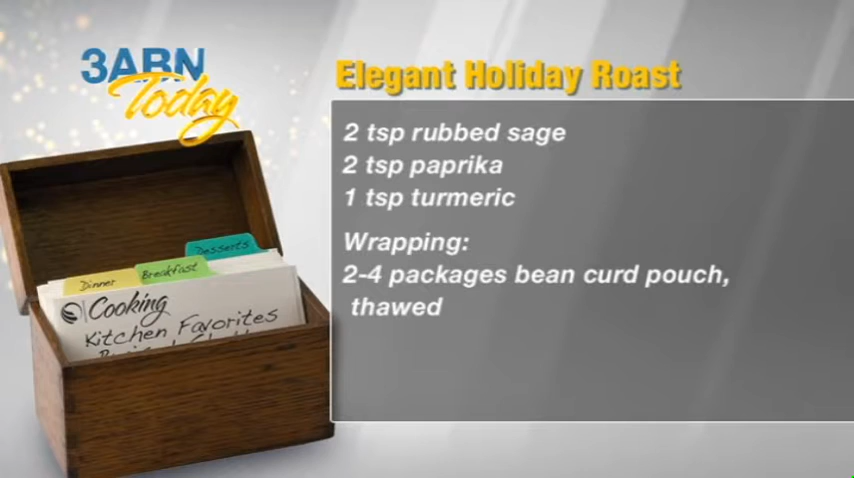 3ABN
Today
Elegant Holiday Roast
2 tsp rubbed sage
2 tsp paprika
1 tsp turmeric
Wrapping:
2-4 packages bean curd pouch,
thawed
Desserts
Breakfast
Dinner
Cooking
Kitchen Favorites